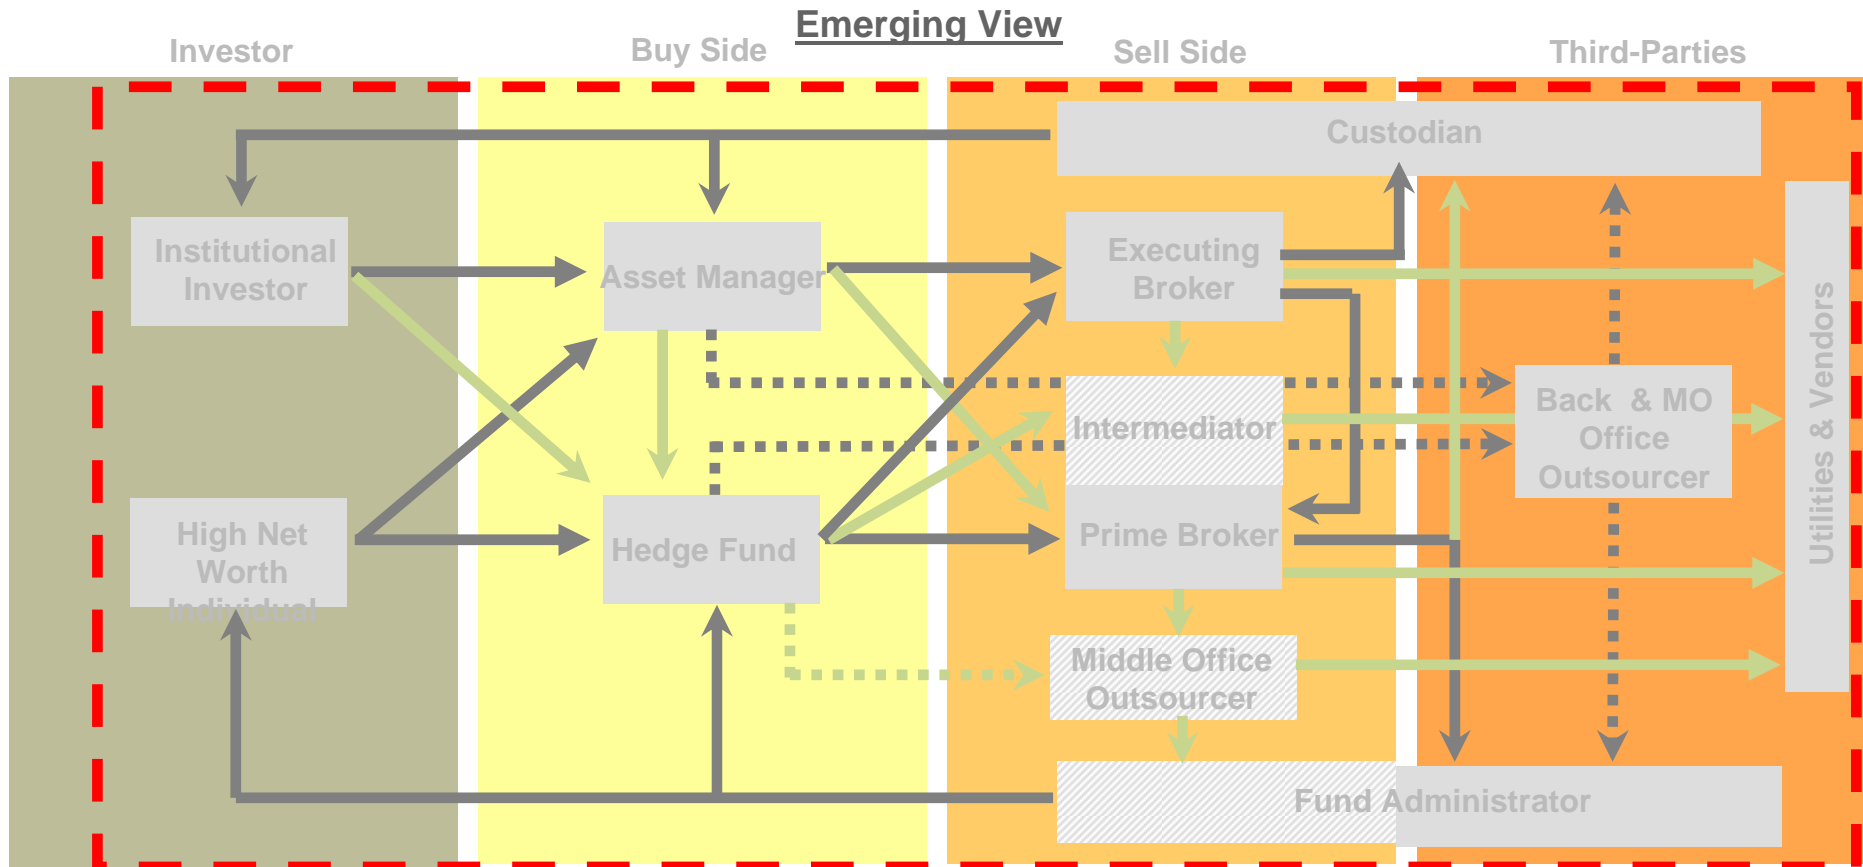 Emerging View
Investor
Buy Side
Sell Side
Third-Parties
Custodian
Institutional
Investor
Asset Manager
Executing
Broker
Intermediator
Back & MO
Office
Outsourcer
Utilities & Vendors
High Net
Worth
Individual
Hedge Fund
Prime Broker
Middle Office
Outsourcer
Fund Administrator